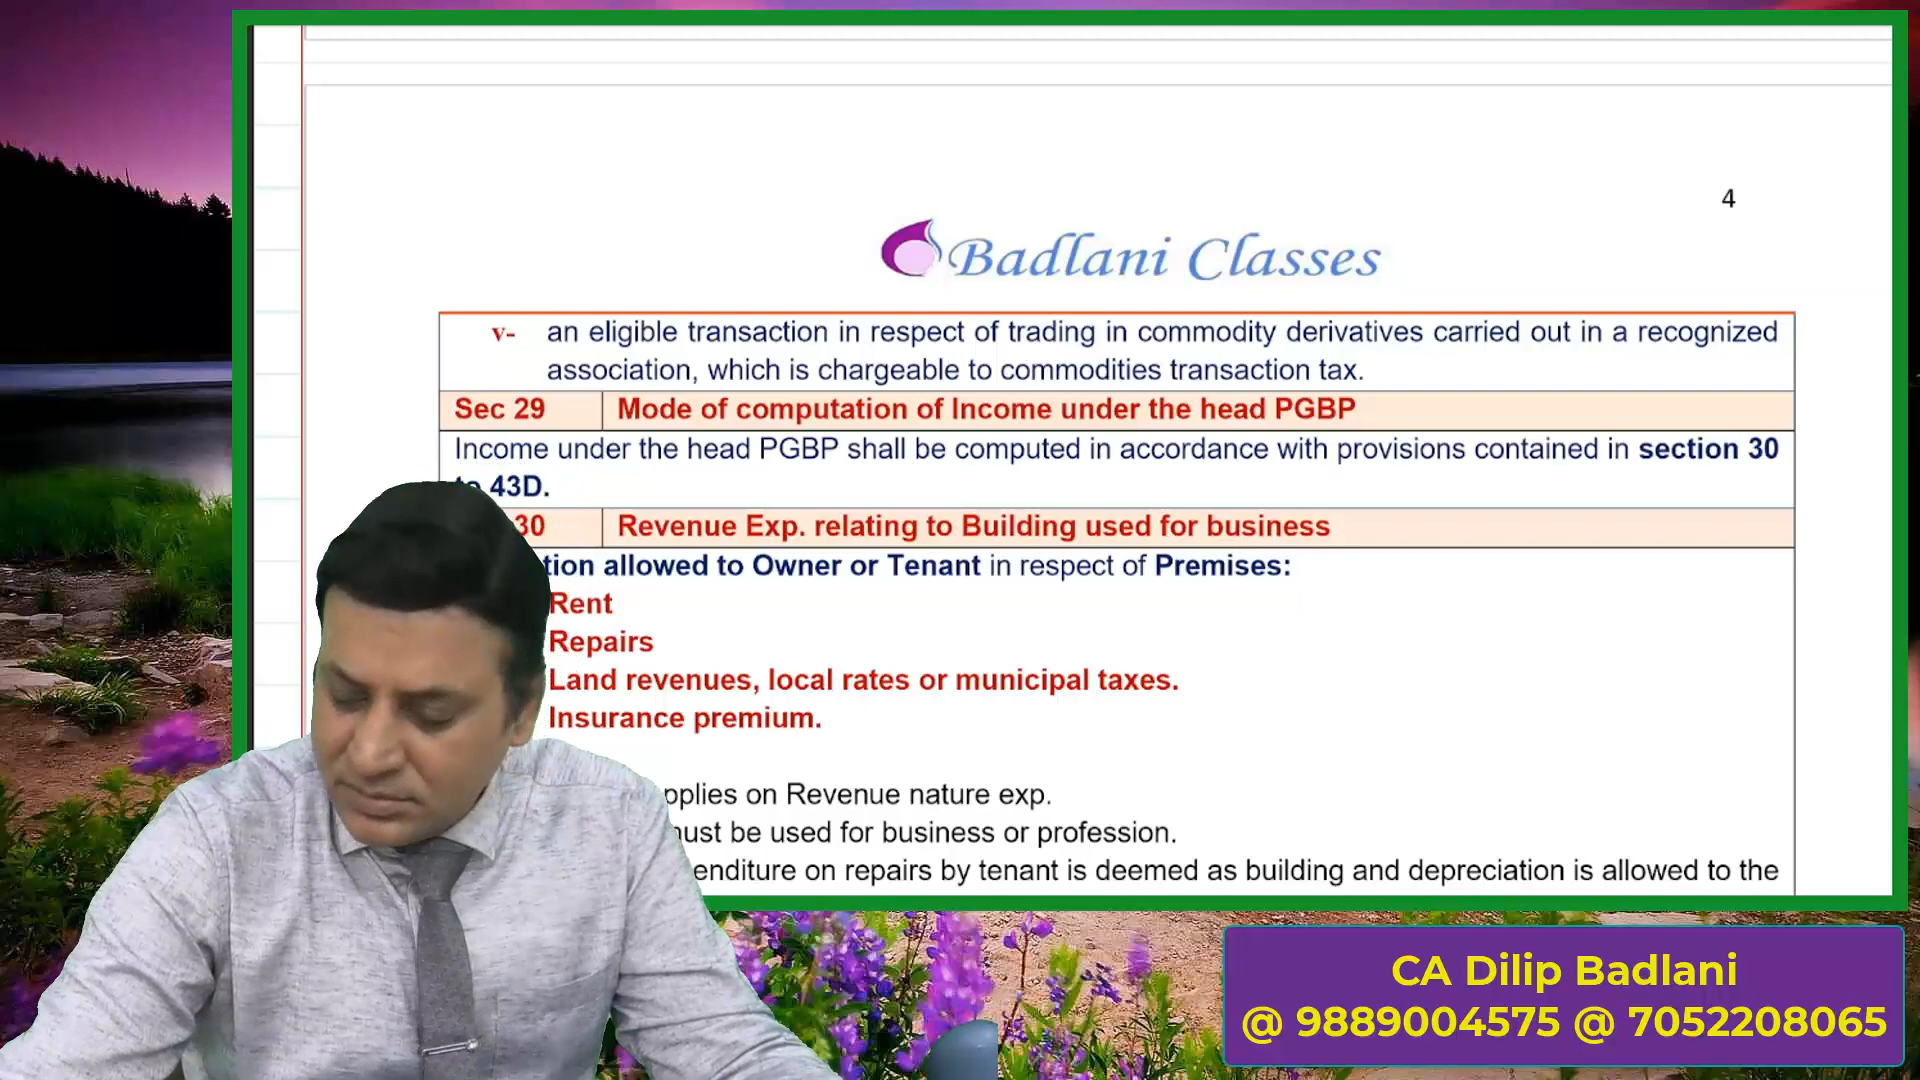 4
Badlani Classes
v- an eligible transaction in respect of trading in commodity derivatives carried out in a recognized
association, which is chargeable to commodities transaction tax.
Sec 29 Mode of computation of Income under the head PGBP
Income under the head PGBP shall be computed in accordance with provisions contained in section 30
43D.
30 Revenue Exp. relating to Building used for business
allowed to Owner or Tenant in respect of Premises:
Rent
Repairs
Land revenues, local rates or municipal taxes.
Insurance premium.
on Revenue nature exp.
be used for business or profession.
on repairs by tenant is deemed as building and depreciation is allowed to the
CA Dilip Badlani
@ 9889004575 @ 7052208065